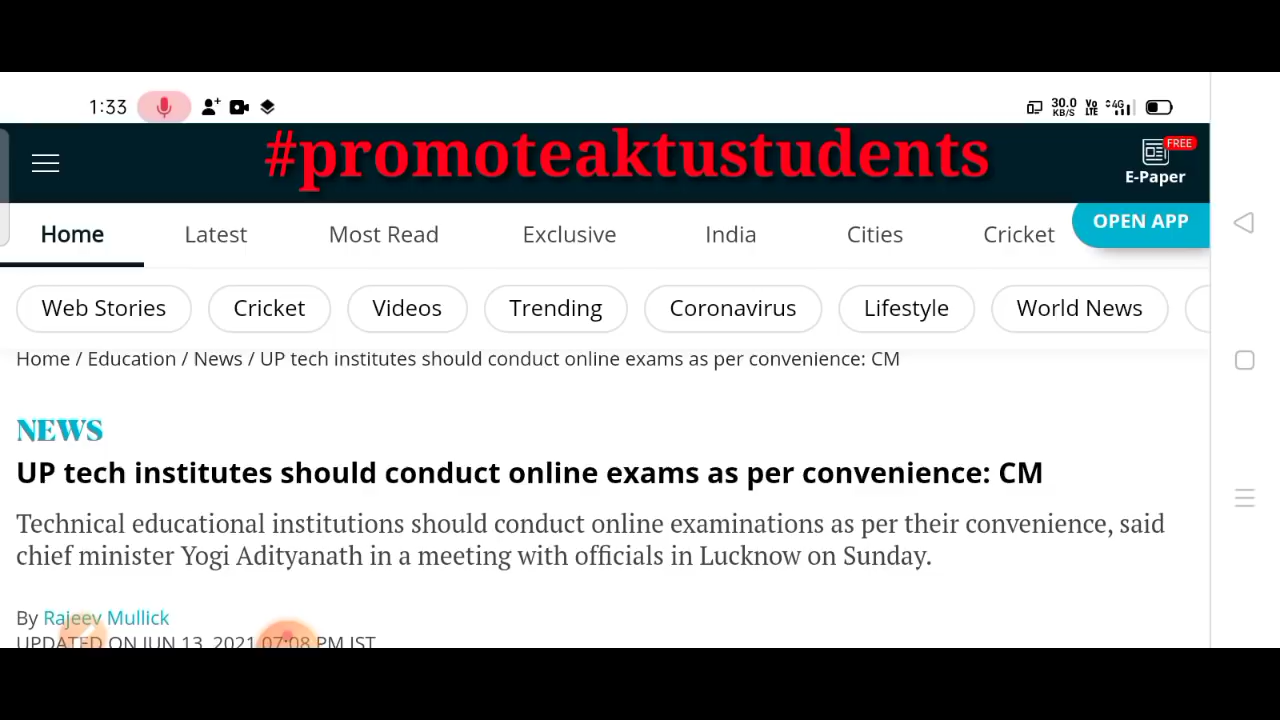 1:33
30.0 KB/S Vo LTE 4G
#promoteaktustudents
FREE
E-Paper
Home Latest Most Read Exclusive India Cities Cricket OPEN APP
Web Stories Cricket Videos Trending Coronavirus Lifestyle World News
Home / Education / News / UP tech institutes should conduct online exams as per convenience: CM
NEWS
UP tech institutes should conduct online exams as per convenience: CM
Technical educational institutions should conduct online examinations as per their convenience, said
chief minister Yogi Adityanath in a meeting with officials in Lucknow on Sunday.
By Rajeev Mullick
UPDATED ON JUN 13, 2021 07:08 PM IST